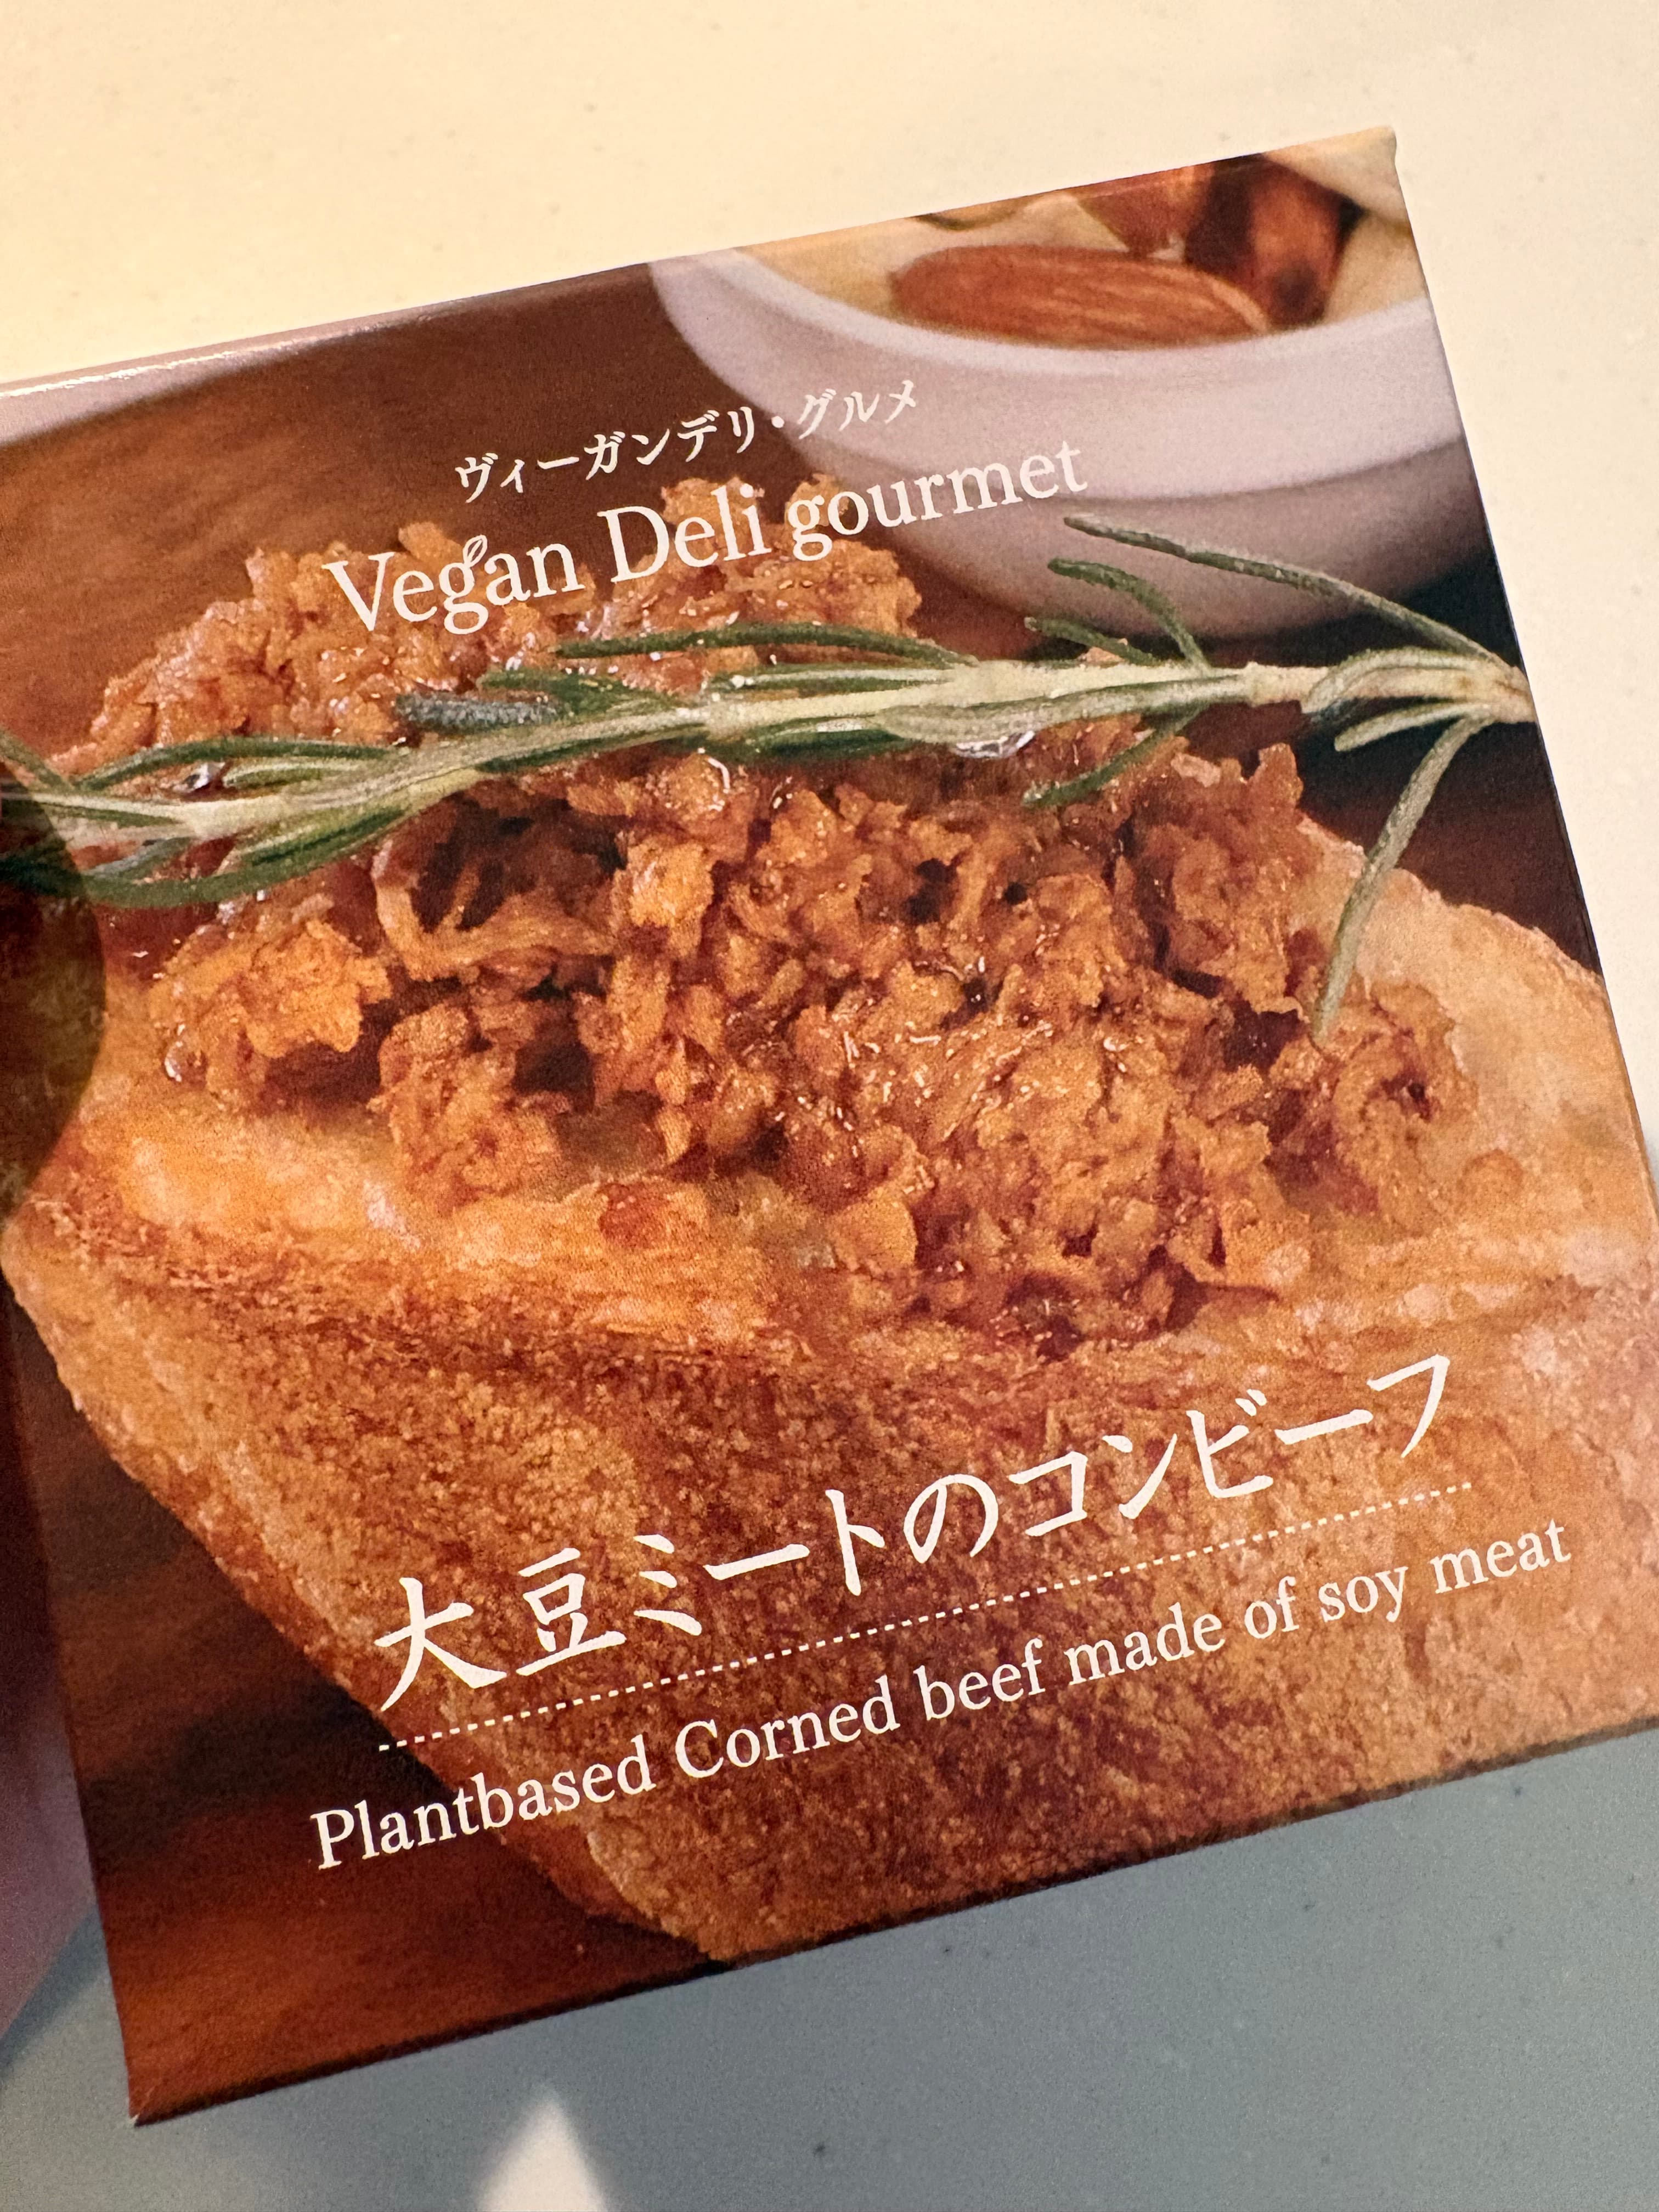 ヴィーガンデリ・グルメ
Vegan Deli gourmet
大豆ミートのコンビーフ
Plantbased Corned beef made of soy meat